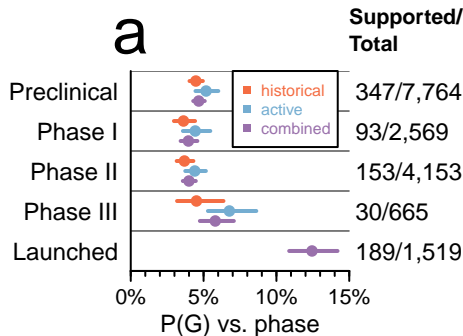 a
Supported/
Total
Preclinical
347/7,764
historical
active
combined
Phase I
93/2,569
Phase II
153/4,153
Phase III
30/665
Launched
189/1,519
0%
5%
10%
15%
P(G) vs. phase